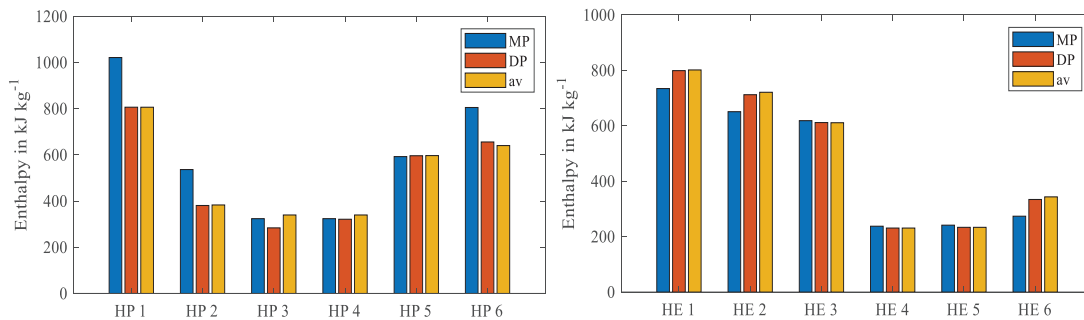 1200
1000
800
600
400
200
0
Enthalpy in kJ kg-1
MP
DP
av
HP 1 HP 2 HP 3 HP 4 HP 5 HP 6
1000
800
600
400
200
0
Enthalpy in kJ kg-1
MP
DP
av
HE 1 HE 2 HE 3 HE 4 HE 5 HE 6